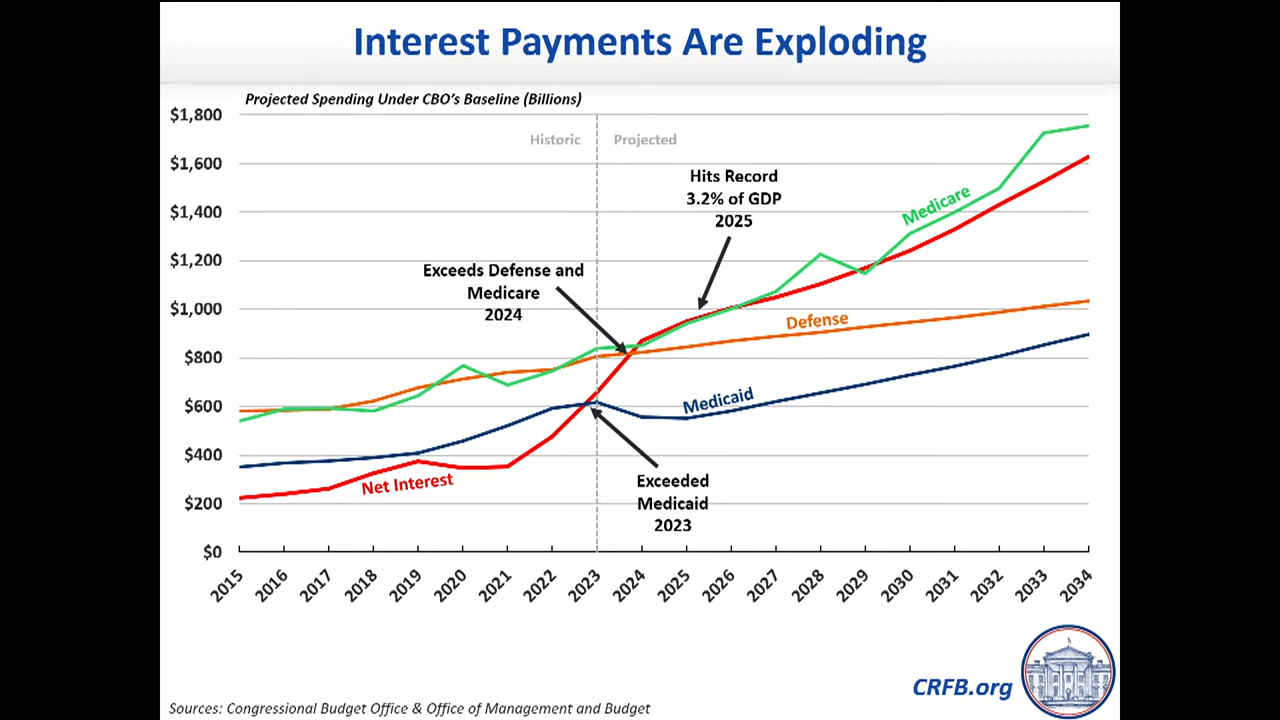 Interest Payments Are Exploding
Projected Spending Under CBO's Baseline (Billions)
$1,800
$1,600
$1,400
$1,200
$1,000
$800
$600
$400
$200
$0
Historic
Projected
Hits Record
3.2% of GDP
2025
Exceeds Defense and
Medicare
2024
Medicare
Defense
Medicaid
Net Interest
Exceeded
Medicaid
2023
2015
2016
2017
2018
2019
2020
2021
2022
2023
2024
2025
2026
2027
2028
2029
2030
2031
2032
2033
2034
CRFB.org
Sources: Congressional Budget Office & Office of Management and Budget